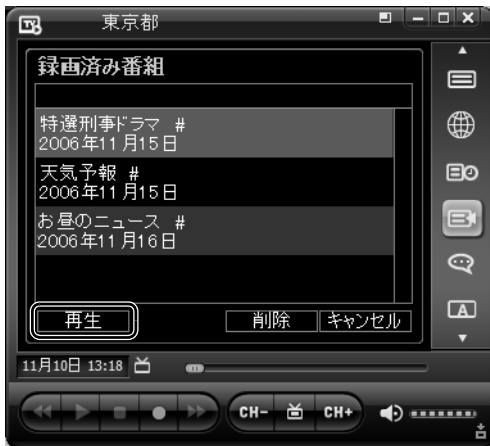 東京都
録画済み番組
特選刑事ドラマ #
2006年11月15日
天気予報 #
2006年11月15日
お昼のニュース #
2006年11月16日
再生 削除 キャンセル
11月10日 13:18
CH- CH+
A